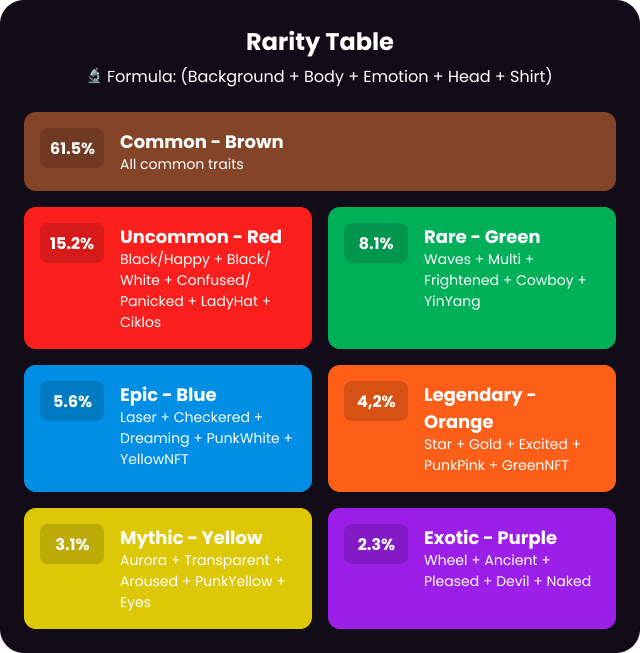 Rarity Table
🔬 Formula: (Background + Body + Emotion + Head + Shirt)
61.5%
Common - Brown
All common traits
15.2%
Uncommon - Red
Black/Happy + Black/
White + Confused/
Panicked + LadyHat +
Ciklos
8.1%
Rare - Green
Waves + Multi +
Frightened + Cowboy +
YinYang
5.6%
Epic - Blue
Laser + Checkered +
Dreaming + PunkWhite +
YellowNFT
4,2%
Legendary -
Orange
Star + Gold + Excited +
PunkPink + GreenNFT
3.1%
Mythic - Yellow
Aurora + Transparent +
Aroused + PunkYellow +
Eyes
2.3%
Exotic - Purple
Wheel + Ancient +
Pleased + Devil + Naked